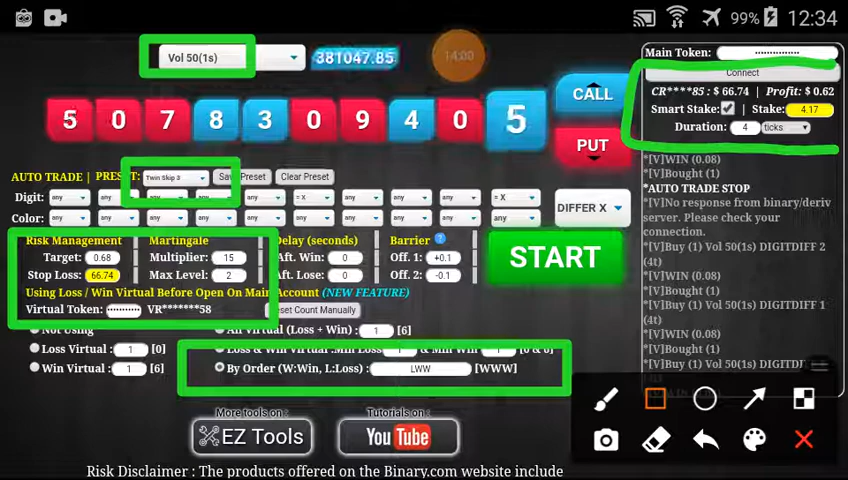 99% 12:34
Vol 50(1s) 381047.85 14:00
Main Token: ................
Connect
CR****85 : $ 66.74 | Profit: $ 0.62
Smart Stake: | Stake: 4.17
Duration: 4 ticks
5 0 7 8 3 0 9 4 0 5
CALL
PUT
AUTO TRADE | PRESET: Twin Skip 3 Preset Clear Preset
Digit: any any any any = X any any any = X
Color: any any any any any any any any any
DIFFER X
Risk Management Martingale Delay (seconds) Barrier ?
Target: 0.68 Multiplier: 15 Aft. Win: 0 Off. 1: +0.1
Stop Loss: 66.74 Max Level: 2 Aft. Lose: 0 Off. 2: -0.1
START
Using Loss / Win Virtual Before Open On Main Account (NEW FEATURE)
Virtual Token: ............ VR*******58 Reset Count Manually
Not Using All Virtual (Loss + Win) : 1 [6]
Loss Virtual : 1 [0] Loss & Win Virtual :Min Loss 1 & Min Win 1 [0 & 0]
Win Virtual : 1 [6] By Order (W:Win, L:Loss) : LWW [WWW]
*[V]WIN (0.08)
*[V]Bought (1)
*AUTO TRADE STOP
*[V]No response from binary/deriv
server. Please check your
connection.
*[V]Buy (1) Vol 50(1s) DIGITDIFF 2
(4t)
*[V]Buy (1) Vol 50(1s) DIGITDIFF 1
(4t)
*[V]WIN (0.08)
*[V]Bought (1)
*[V]Buy (1) Vol 50(1s)
More tools on : Tutorials on :
EZ Tools YouTube
Risk Disclaimer : The products offered on the Binary.com website include